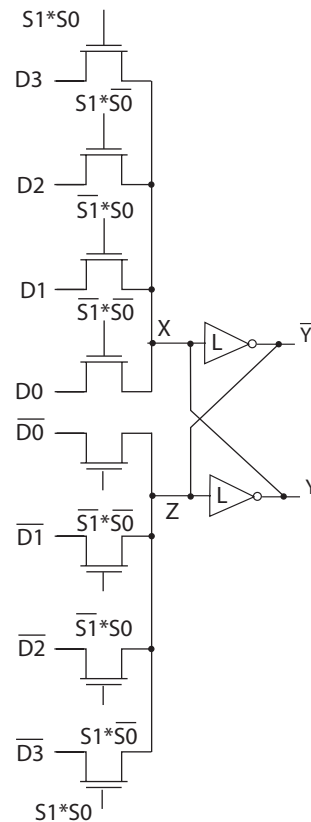 S1*S0
D3
S1*S̅0̅
D2
S̅1̅*S0
D1
S̅1̅*S̅0̅
X
L
Y̅
D0
D̅0̅
L
Y
Z
S̅1̅*S̅0̅
D̅1̅
S̅1̅*S0
D̅2̅
S1*S̅0̅
D̅3̅
S1*S0